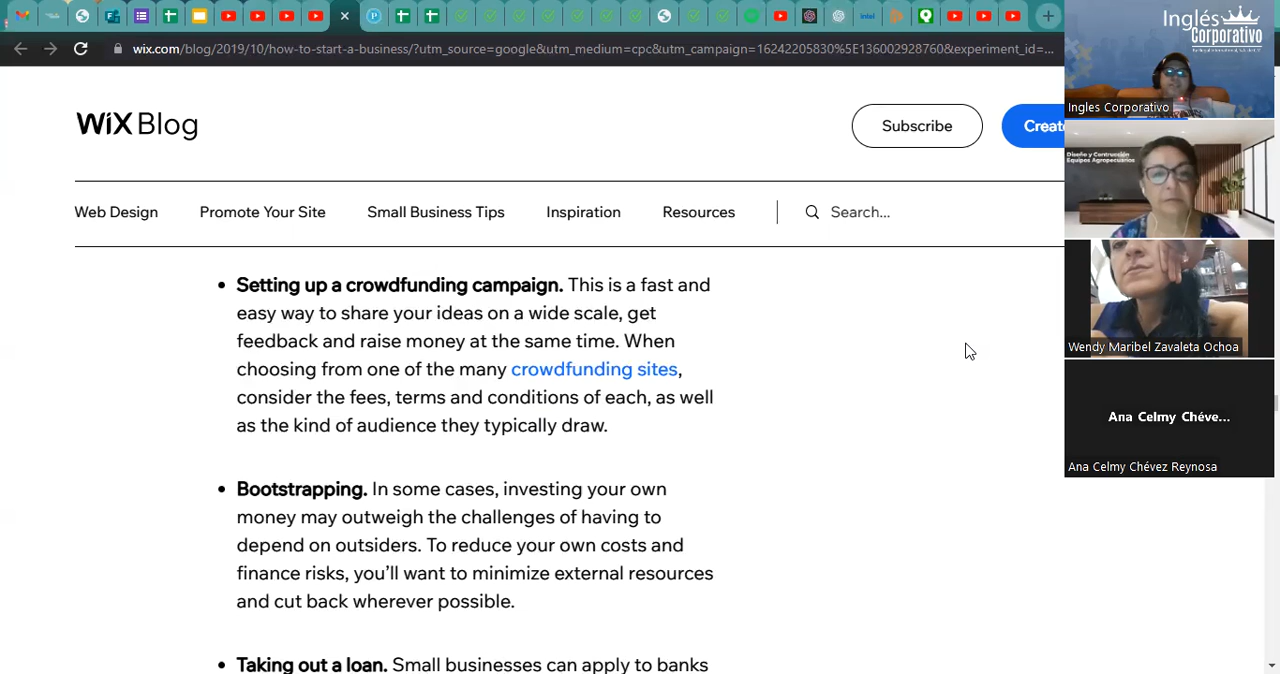 wix.com/blog/2019/10/how-to-start-a-business/?utm_source=google&utm_medium=cpc&utm_campaign=16242205830%5E136002928760&experiment_id=...
WiX Blog
Subscribe
Create
Web Design
Promote Your Site
Small Business Tips
Inspiration
Resources
Search...
• Setting up a crowdfunding campaign. This is a fast and
easy way to share your ideas on a wide scale, get
feedback and raise money at the same time. When
choosing from one of the many crowdfunding sites,
consider the fees, terms and conditions of each, as well
as the kind of audience they typically draw.
• Bootstrapping. In some cases, investing your own
money may outweigh the challenges of having to
depend on outsiders. To reduce your own costs and
finance risks, you'll want to minimize external resources
and cut back wherever possible.
• Taking out a loan. Small businesses can apply to banks
Inglés
Corporativo
Ingles Corporativo
Diseño y Contrucción
Equipos Agropecuarios
Wendy Maribel Zavaleta Ochoa
Ana Celmy Chéve...
Ana Celmy Chévez Reynosa